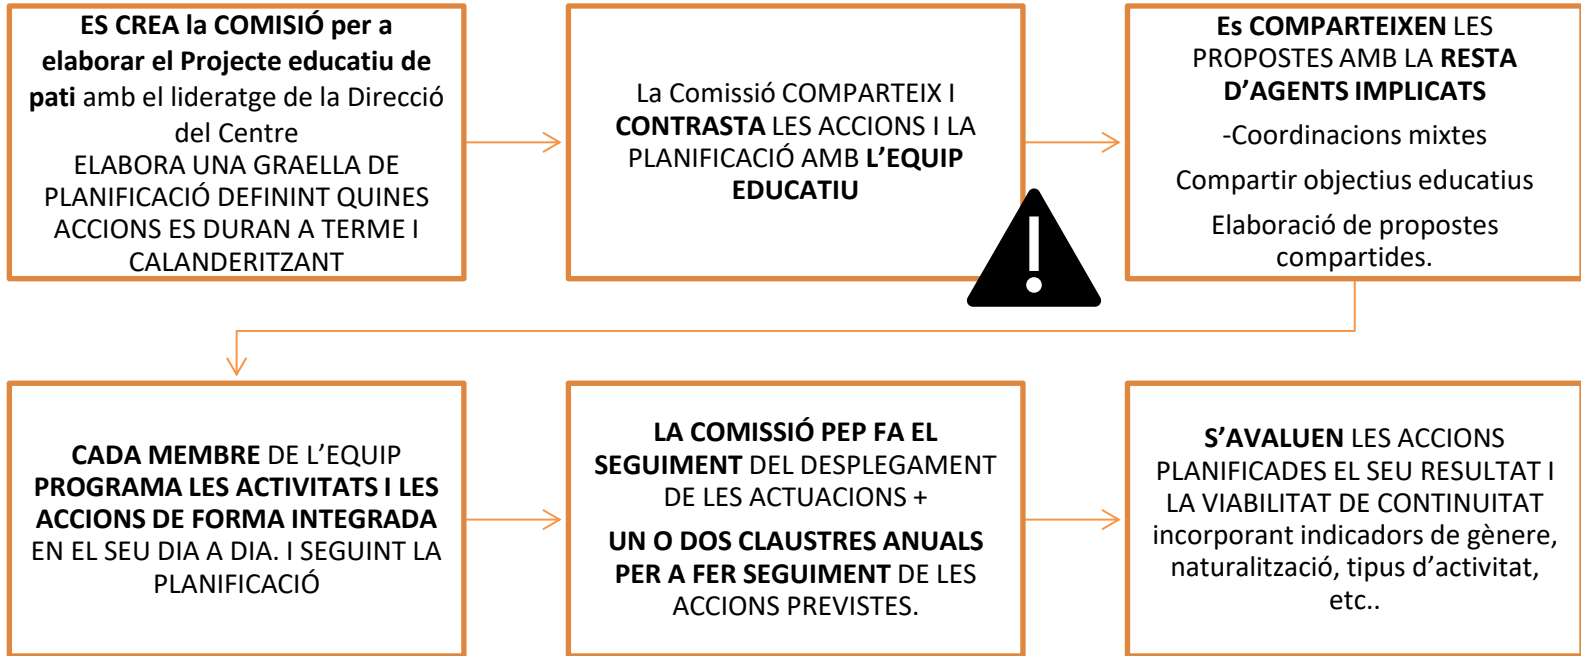 ES CREA la COMISIÓ per a
elaborar el Projecte educatiu de
pati amb el lideratge de la Direcció
del Centre
ELABORA UNA GRAELLA DE
PLANIFICACIÓ DEFININT QUINES
ACCIONS ES DURAN A TERME I
CALANDERITZANT
La Comissió COMPARTEIX I
CONTRASTA LES ACCIONS I LA
PLANIFICACIÓ AMB L’EQUIP
EDUCATIU
Es COMPARTEIXEN LES
PROPOSTES AMB LA RESTA
D’AGENTS IMPLICATS
-Coordinacions mixtes
Compartir objectius educatius
Elaboració de propostes
compartides.
CADA MEMBRE DE L’EQUIP
PROGRAMA LES ACTIVITATS I LES
ACCIONS DE FORMA INTEGRADA
EN EL SEU DIA A DIA. I SEGUINT LA
PLANIFICACIÓ
LA COMISSIÓ PEP FA EL
SEGUIMENT DEL DESPLEGAMENT
DE LES ACTUACIONS +
UN O DOS CLAUSTRES ANUALS
PER A FER SEGUIMENT DE LES
ACCIONS PREVISTES.
S’AVALUEN LES ACCIONS
PLANIFICADES EL SEU RESULTAT I
LA VIABILITAT DE CONTINUITAT
incorporant indicadors de gènere,
naturalització, tipus d’activitat,
etc..